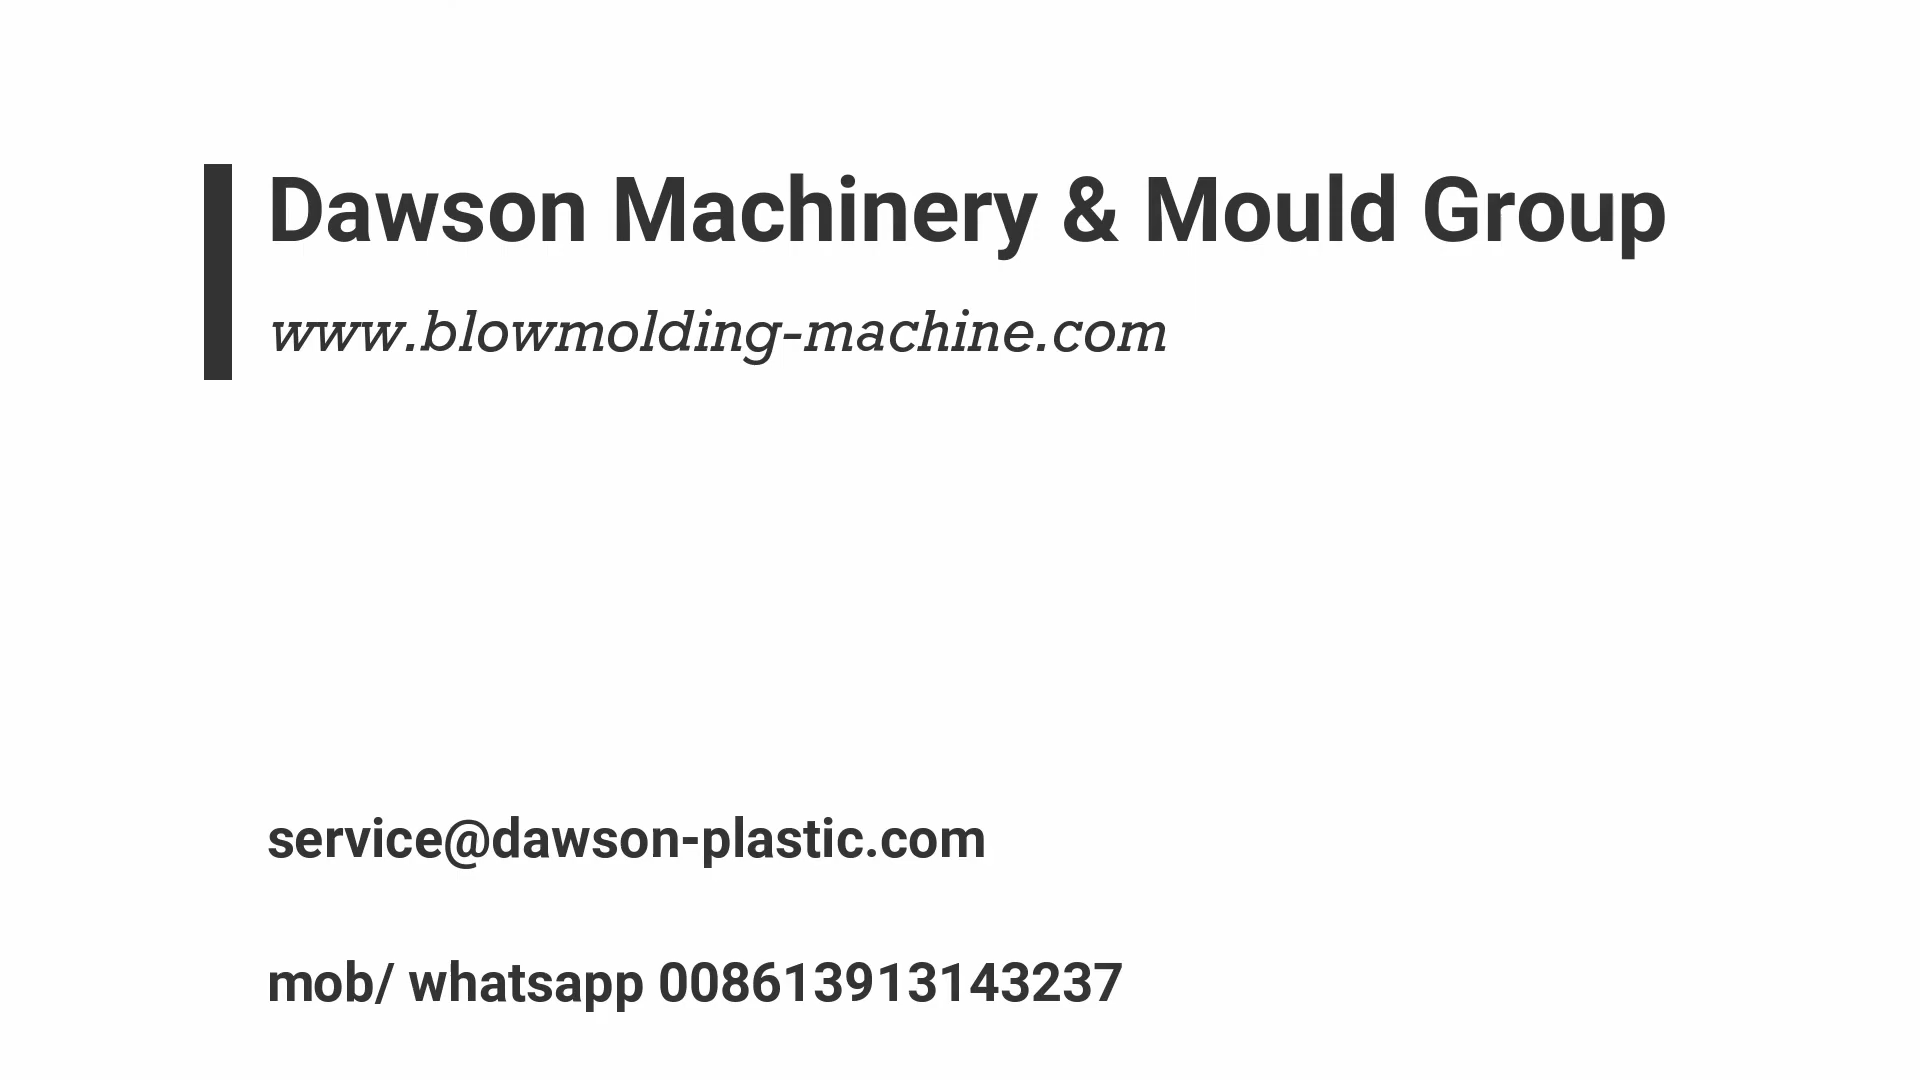 Dawson Machinery & Mould Group
www.blowmolding-machine.com
service@dawson-plastic.com
mob/ whatsapp 008613913143237